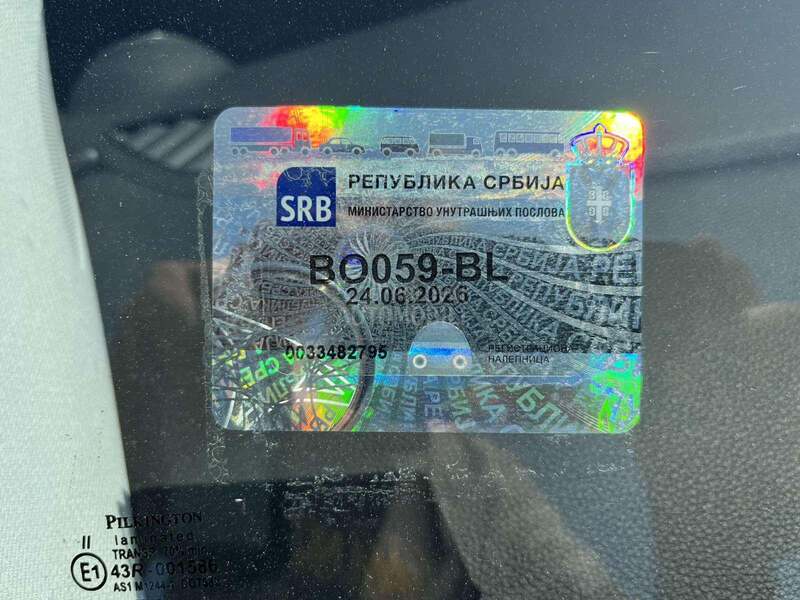 РЕПУБЛИКА СРБИЈА
SRB
МИНИСТАРСТВО УНУТРАШЊИХ ПОСЛОВА
BO059-BL
24.06.2026
0033482795
РЕГИСТРАЦИОНА
НАЛЕПНИЦА
PILKINGTON
II
laminated
E1
43R-001586